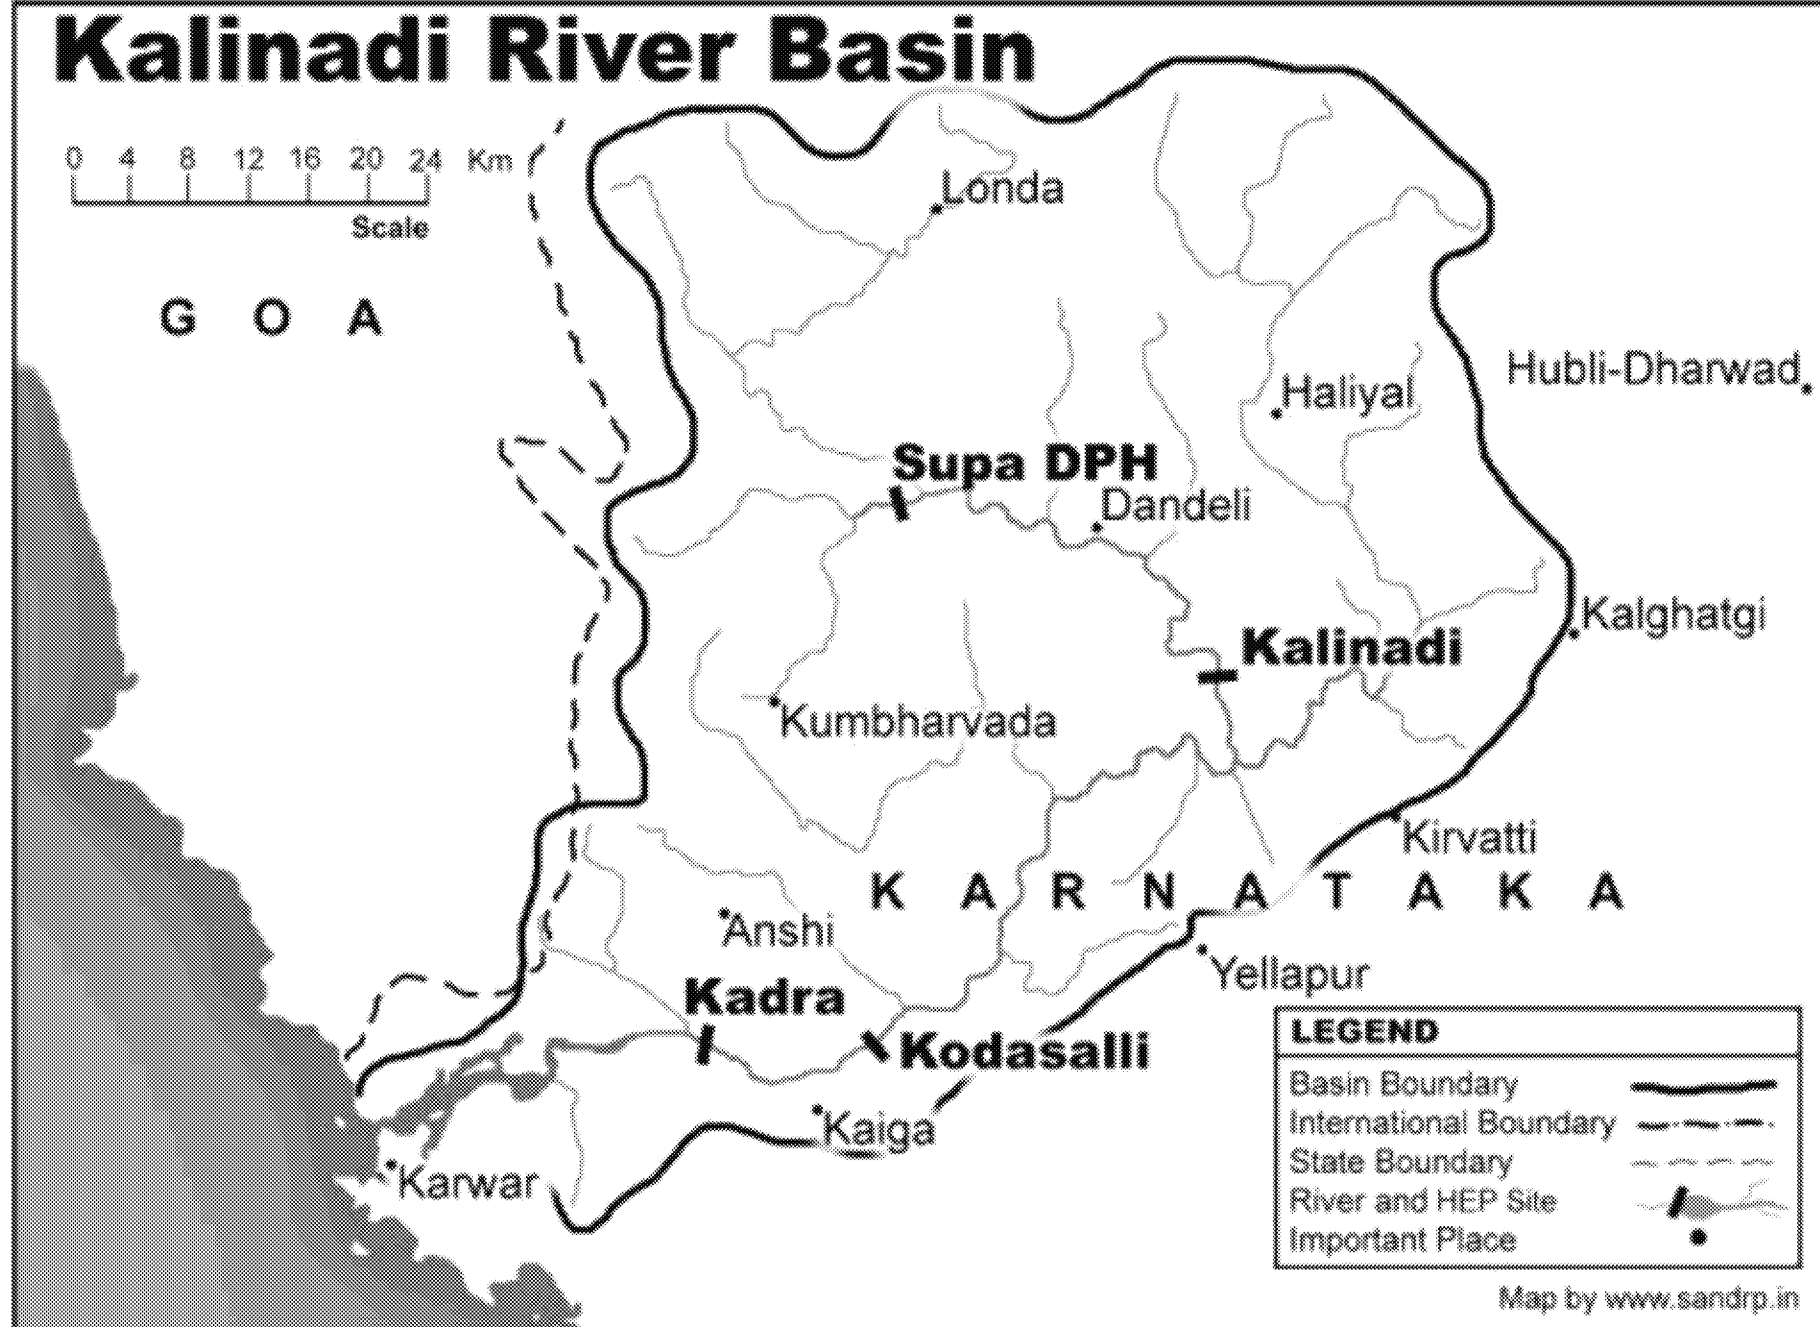 Kalinadi River Basin
0 4 8 12 16 20 24 Km
Scale
Londa
G O A
Hubli-Dharwad
Haliyal
Supa DPH
Dandeli
Kalghatgi
Kalinadi
Kumbharvada
Kirvatti
K A R N A T A K A
Anshi
Yellapur
Kadra
Kodasalli
Kaiga
Karwar
LEGEND
Basin Boundary
International Boundary
State Boundary
River and HEP Site
Important Place
Map by www.sandrp.in